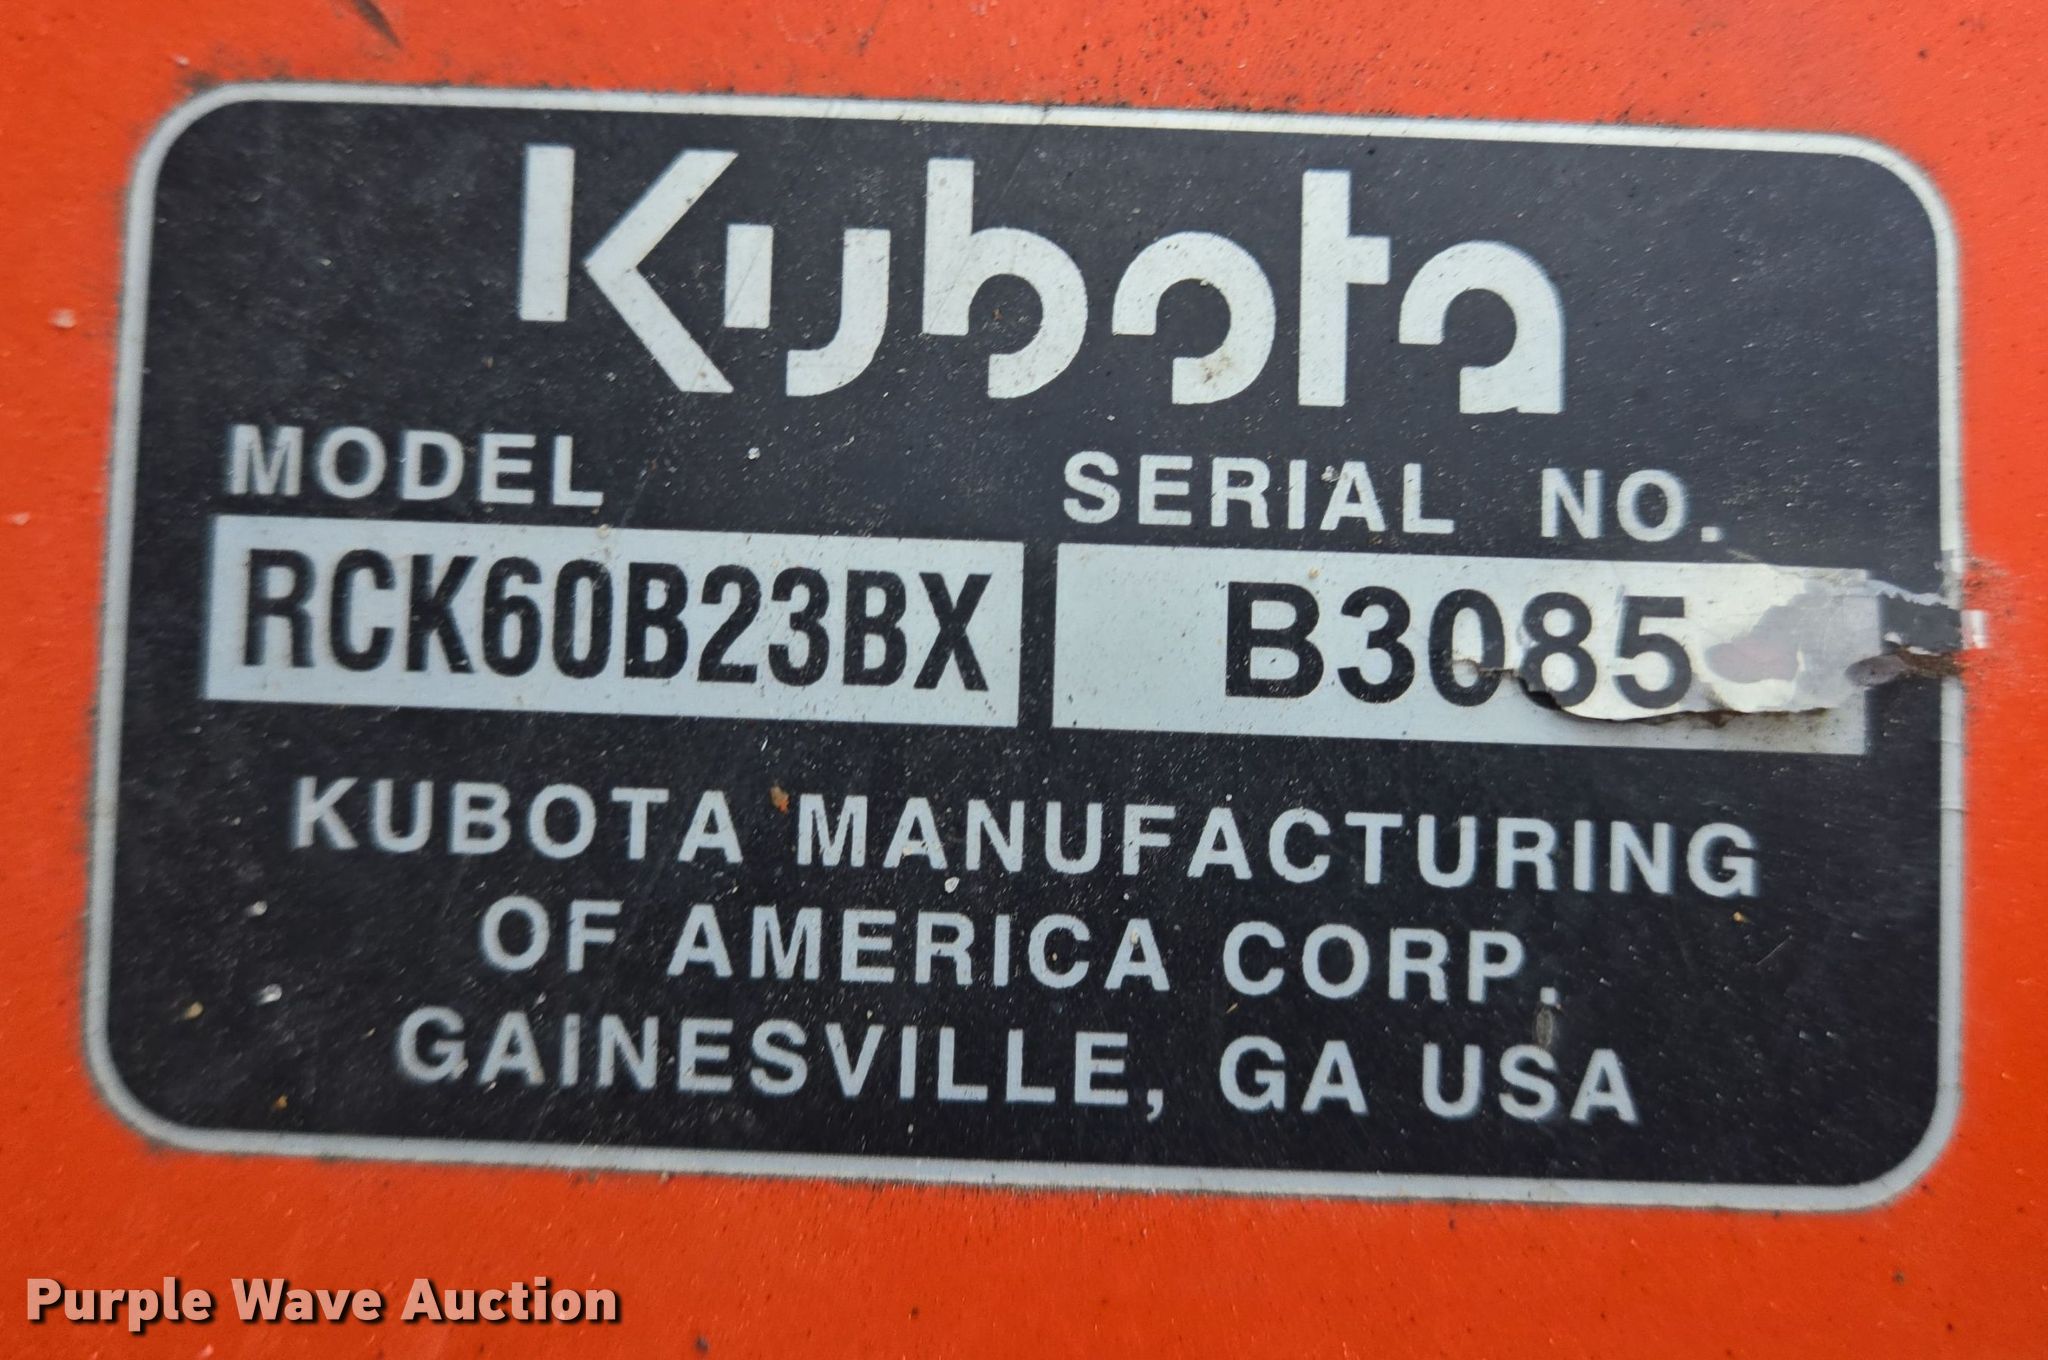 Kubota
MODEL SERIAL NO.
RCK60B23BX B3085
KUBOTA MANUFACTURING
OF AMERICA CORP.
GAINESVILLE, GA USA
Purple Wave Auction